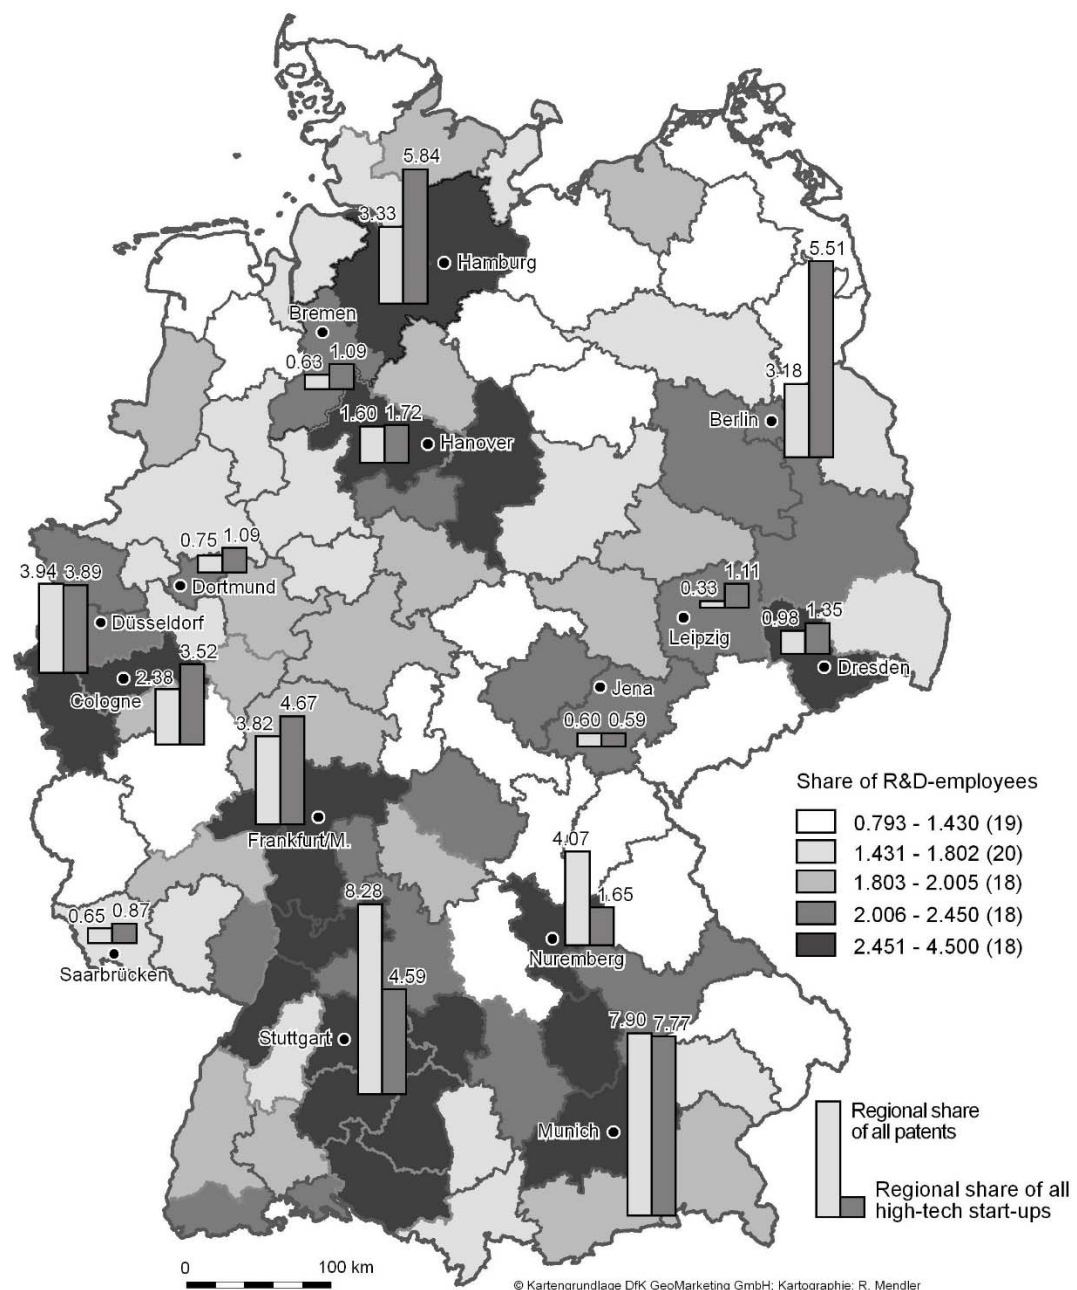 5.84
3.33
Hamburg
5.51
Bremen
0.63
1.09
3.18
Berlin
1.60
1.72
Hanover
0.75
1.09
Dortmund
3.94
3.89
Düsseldorf
0.33
1.11
Leipzig
0.98
1.35
Dresden
3.52
Cologne
2.38
Jena
0.60
0.59
3.82
4.67
Frankfurt/M.
Share of R&D-employees
0.793 - 1.430 (19)
1.431 - 1.802 (20)
1.803 - 2.005 (18)
2.006 - 2.450 (18)
2.451 - 4.500 (18)
4.07
1.65
Nuremberg
8.28
4.59
0.65
0.87
Saarbrücken
Stuttgart
7.90
7.77
Munich
Regional share
of all patents
Regional share of all
high-tech start-ups
0
100 km
© Kartengrundlage DfK GeoMarketing GmbH; Kartographie: R. Mendler